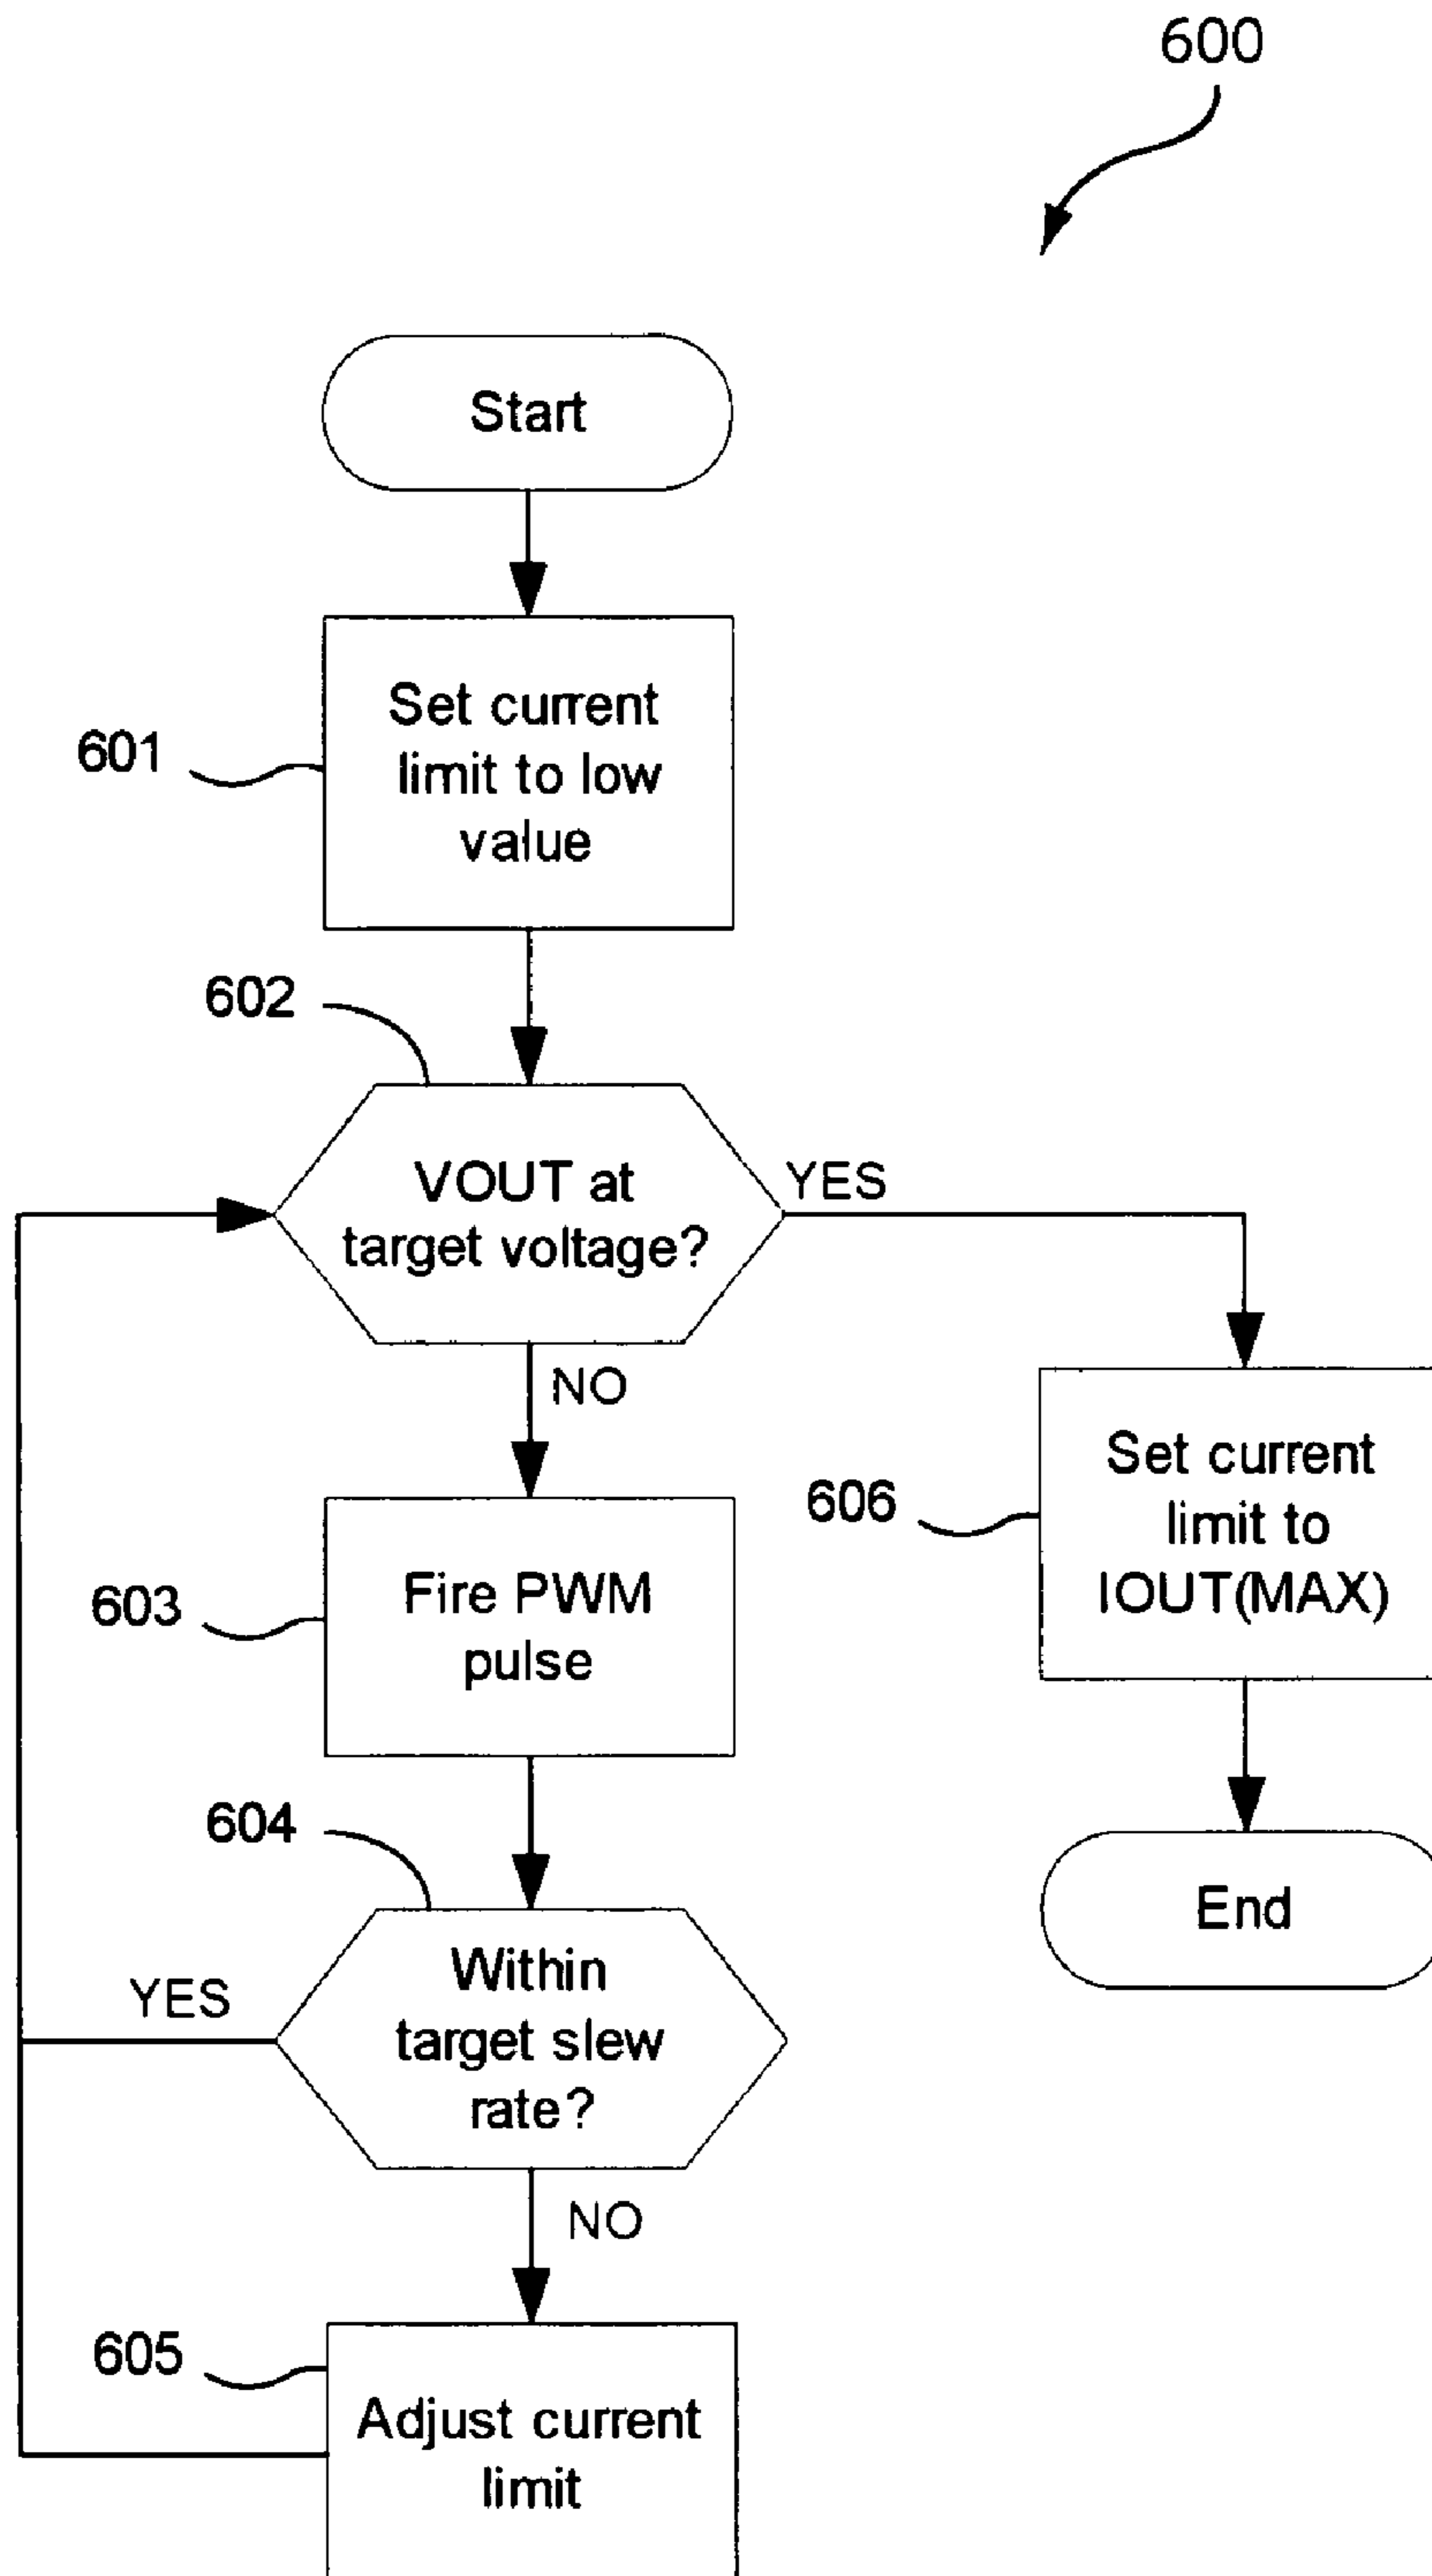 600
Start
601
Set current
limit to low
value
602
VOUT at
target voltage?
YES
NO
603
Fire PWM
pulse
606
Set current
limit to
IOUT(MAX)
604
Within
target slew
rate?
YES
NO
End
605
Adjust current
limit